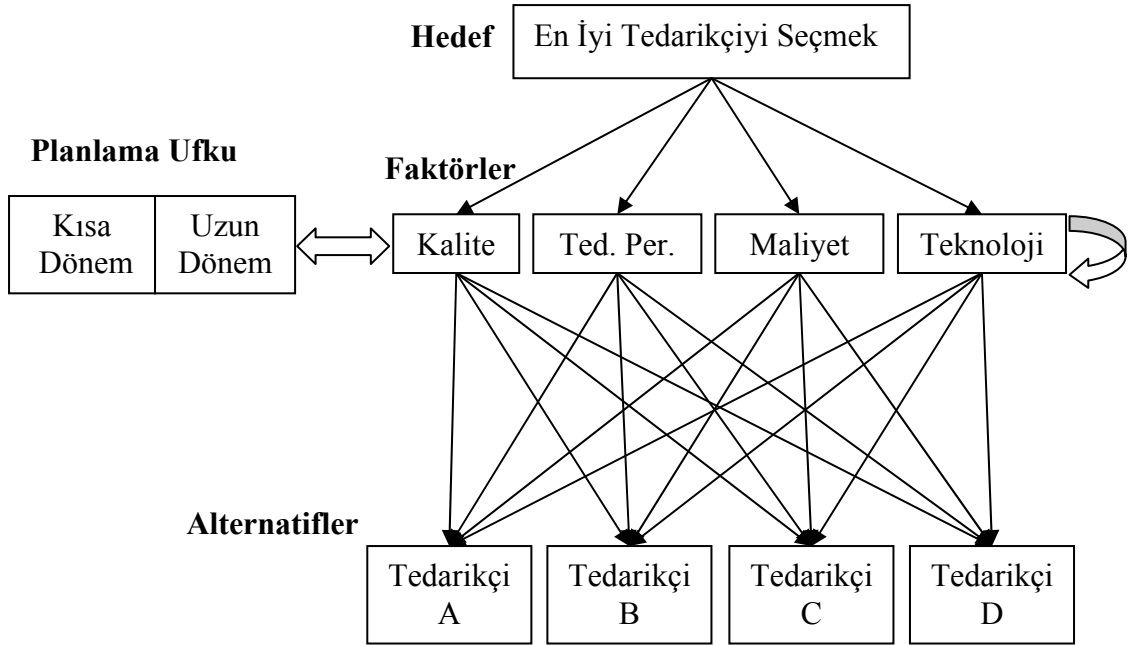 Hedef
En İyi Tedarikçiyi Seçmek
Planlama Ufku
Faktörler
Kısa
Dönem
Uzun
Dönem
Kalite
Ted. Per.
Maliyet
Teknoloji
Alternatifler
Tedarikçi
A
Tedarikçi
B
Tedarikçi
C
Tedarikçi
D